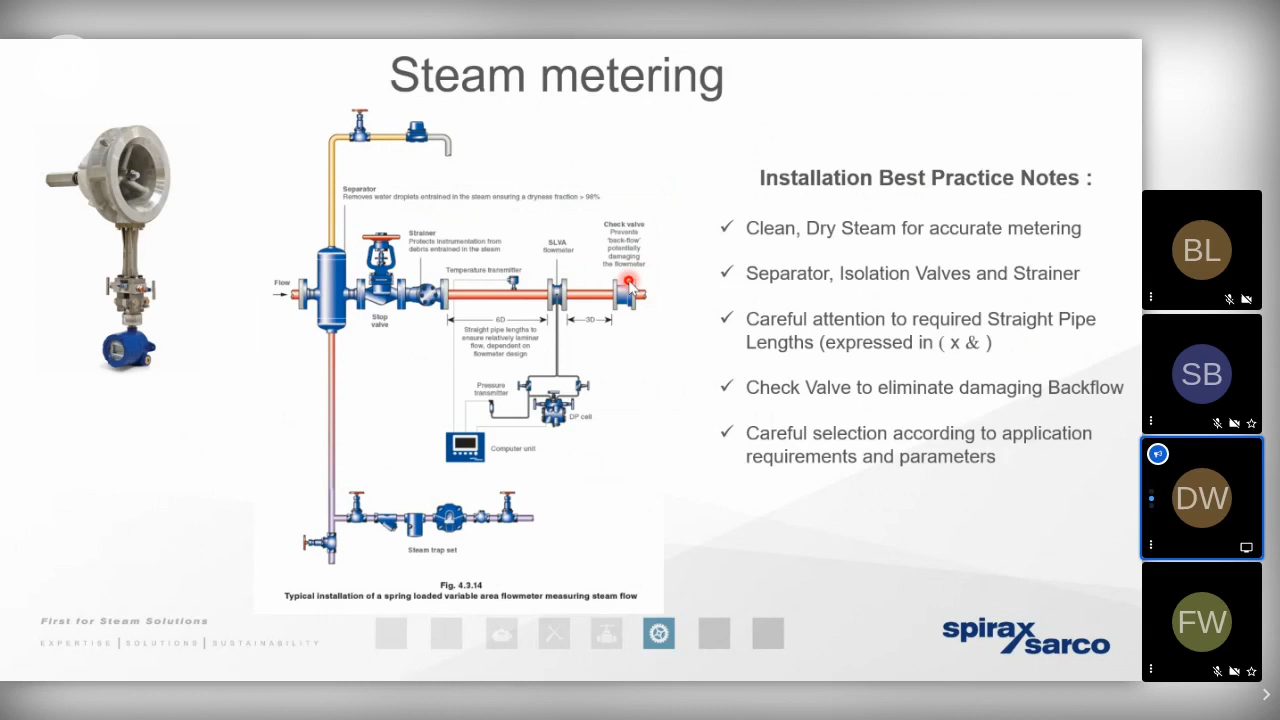 Steam metering
Separator
Removes water droplets entrained in the steam ensuring a dryness fraction > 98%
Strainer
Protects instrumentation from
debris entrained in the steam
Temperature transmitter
SLVA
flowmeter
Check valve
Prevents
'back-flow'
potentially
damaging
the flowmeter
Flow
Stop
valve
6D
3D
Straight pipe lengths to
ensure relatively laminar
flow, dependent on
flowmeter design
Pressure
transmitter
DP cell
Computer unit
Steam trap set
Fig. 4.3.14
Typical installation of a spring loaded variable area flowmeter measuring steam flow
Installation Best Practice Notes :
✓ Clean, Dry Steam for accurate metering
✓ Separator, Isolation Valves and Strainer
✓ Careful attention to required Straight Pipe
Lengths (expressed in ( x & )
✓ Check Valve to eliminate damaging Backflow
✓ Careful selection according to application
requirements and parameters
First for Steam Solutions
EXPERTISE | SOLUTIONS | SUSTAINABILITY
spirax
sarco
BL
SB
DW
FW